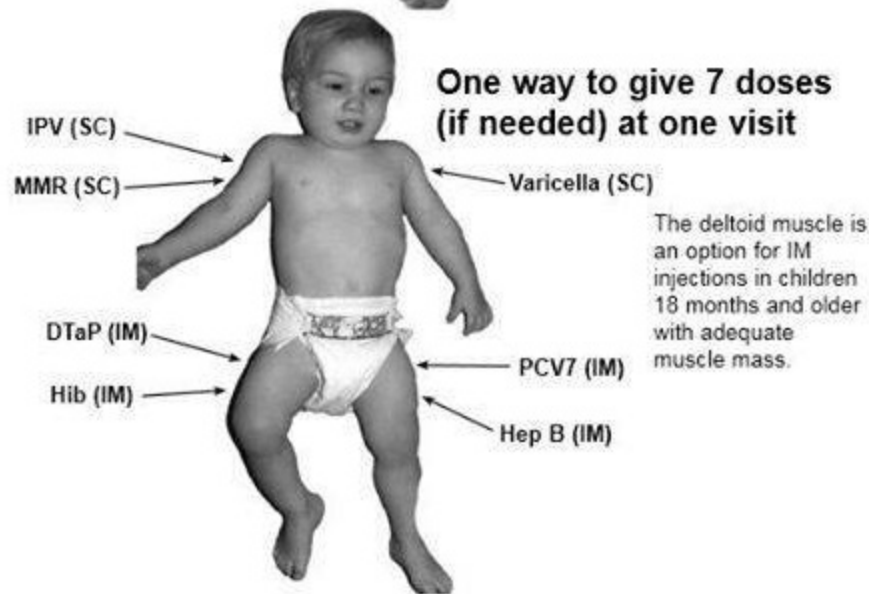 One way to give 7 doses
(if needed) at one visit
IPV (SC)
MMR (SC)
Varicella (SC)
The deltoid muscle is
an option for IM
injections in children
18 months and older
with adequate
muscle mass.
DTaP (IM)
Hib (IM)
PCV7 (IM)
Hep B (IM)